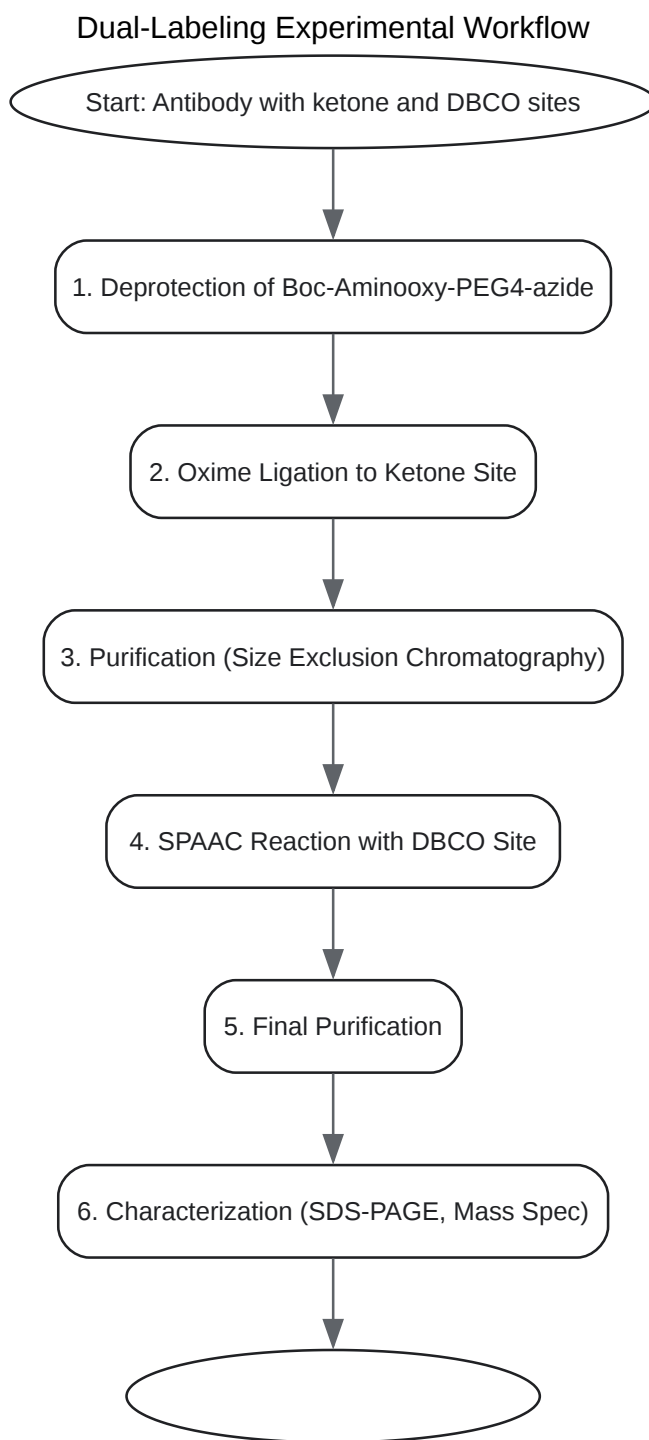 Dual-Labeling Experimental Workflow
Start: Antibody with ketone and DBCO sites
1. Deprotection of Boc-Aminooxy-PEG4-azide
2. Oxime Ligation to Ketone Site
3. Purification (Size Exclusion Chromatography)
4. SPAAC Reaction with DBCO Site
5. Final Purification
6. Characterization (SDS-PAGE, Mass Spec)